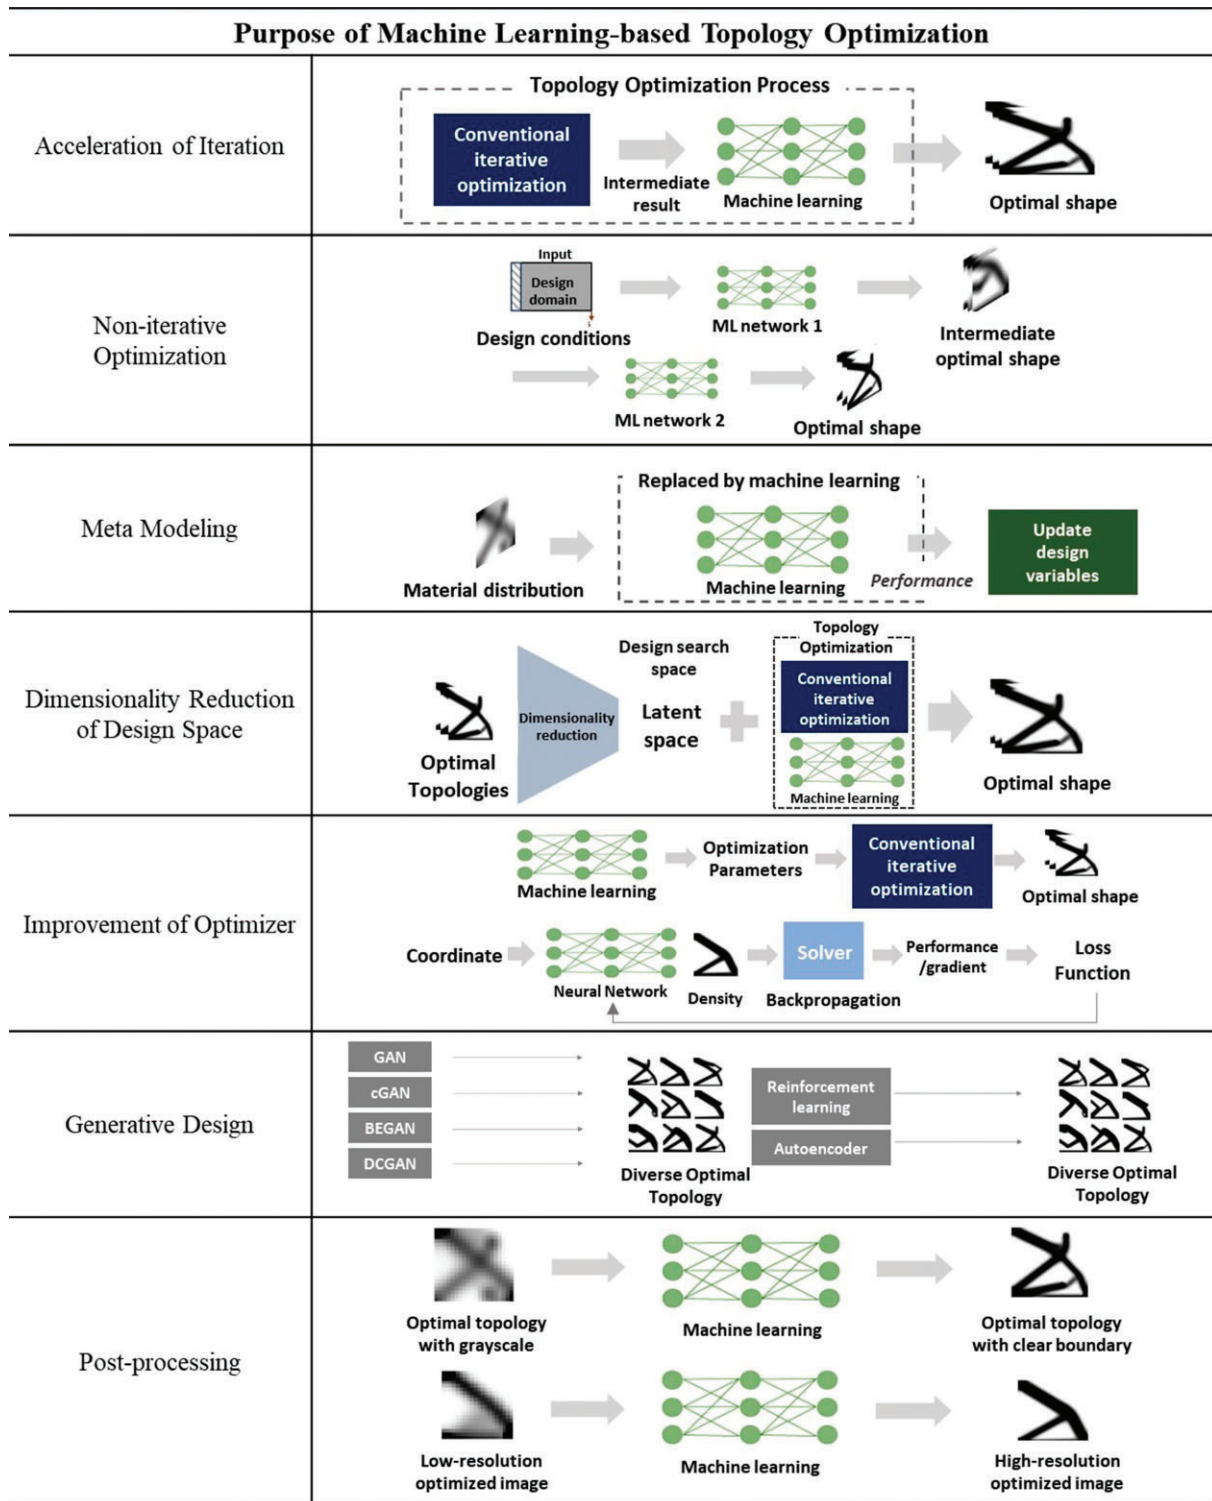 Purpose of Machine Learning-based Topology Optimization
Acceleration of Iteration
Topology Optimization Process
Conventional
iterative
optimization
Intermediate
result
Machine learning
Optimal shape
Non-iterative
Optimization
Input
Design
domain
Design conditions
ML network 1
Intermediate
optimal shape
ML network 2
Optimal shape
Meta Modeling
Material distribution
Replaced by machine learning
Machine learning
Performance
Update
design
variables
Dimensionality Reduction
of Design Space
Optimal
Topologies
Dimensionality
reduction
Design search
space
Latent
space
Topology
Optimization
Conventional
iterative
optimization
Machine learning
Optimal shape
Improvement of Optimizer
Machine learning
Optimization
Parameters
Conventional
iterative
optimization
Optimal shape
Coordinate
Neural Network
Density
Solver
Backpropagation
Performance
/gradient
Loss
Function
Generative Design
GAN
cGAN
BEGAN
DCGAN
Diverse Optimal
Topology
Reinforcement
learning
Autoencoder
Diverse Optimal
Topology
Post-processing
Optimal topology
with grayscale
Machine learning
Optimal topology
with clear boundary
Low-resolution
optimized image
Machine learning
High-resolution
optimized image